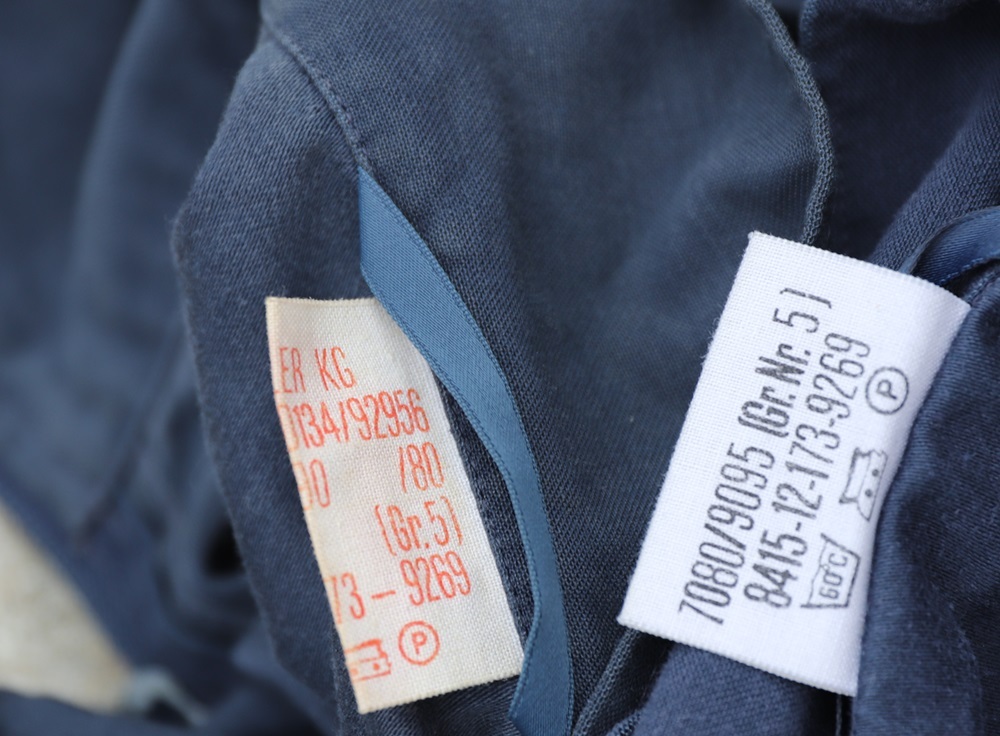 ER KG
0134/92956
90 /80
(Gr.5)
73-9269
P
7080/9095 (Gr.Nr. 5)
8415-12-173-9269
60°C
P